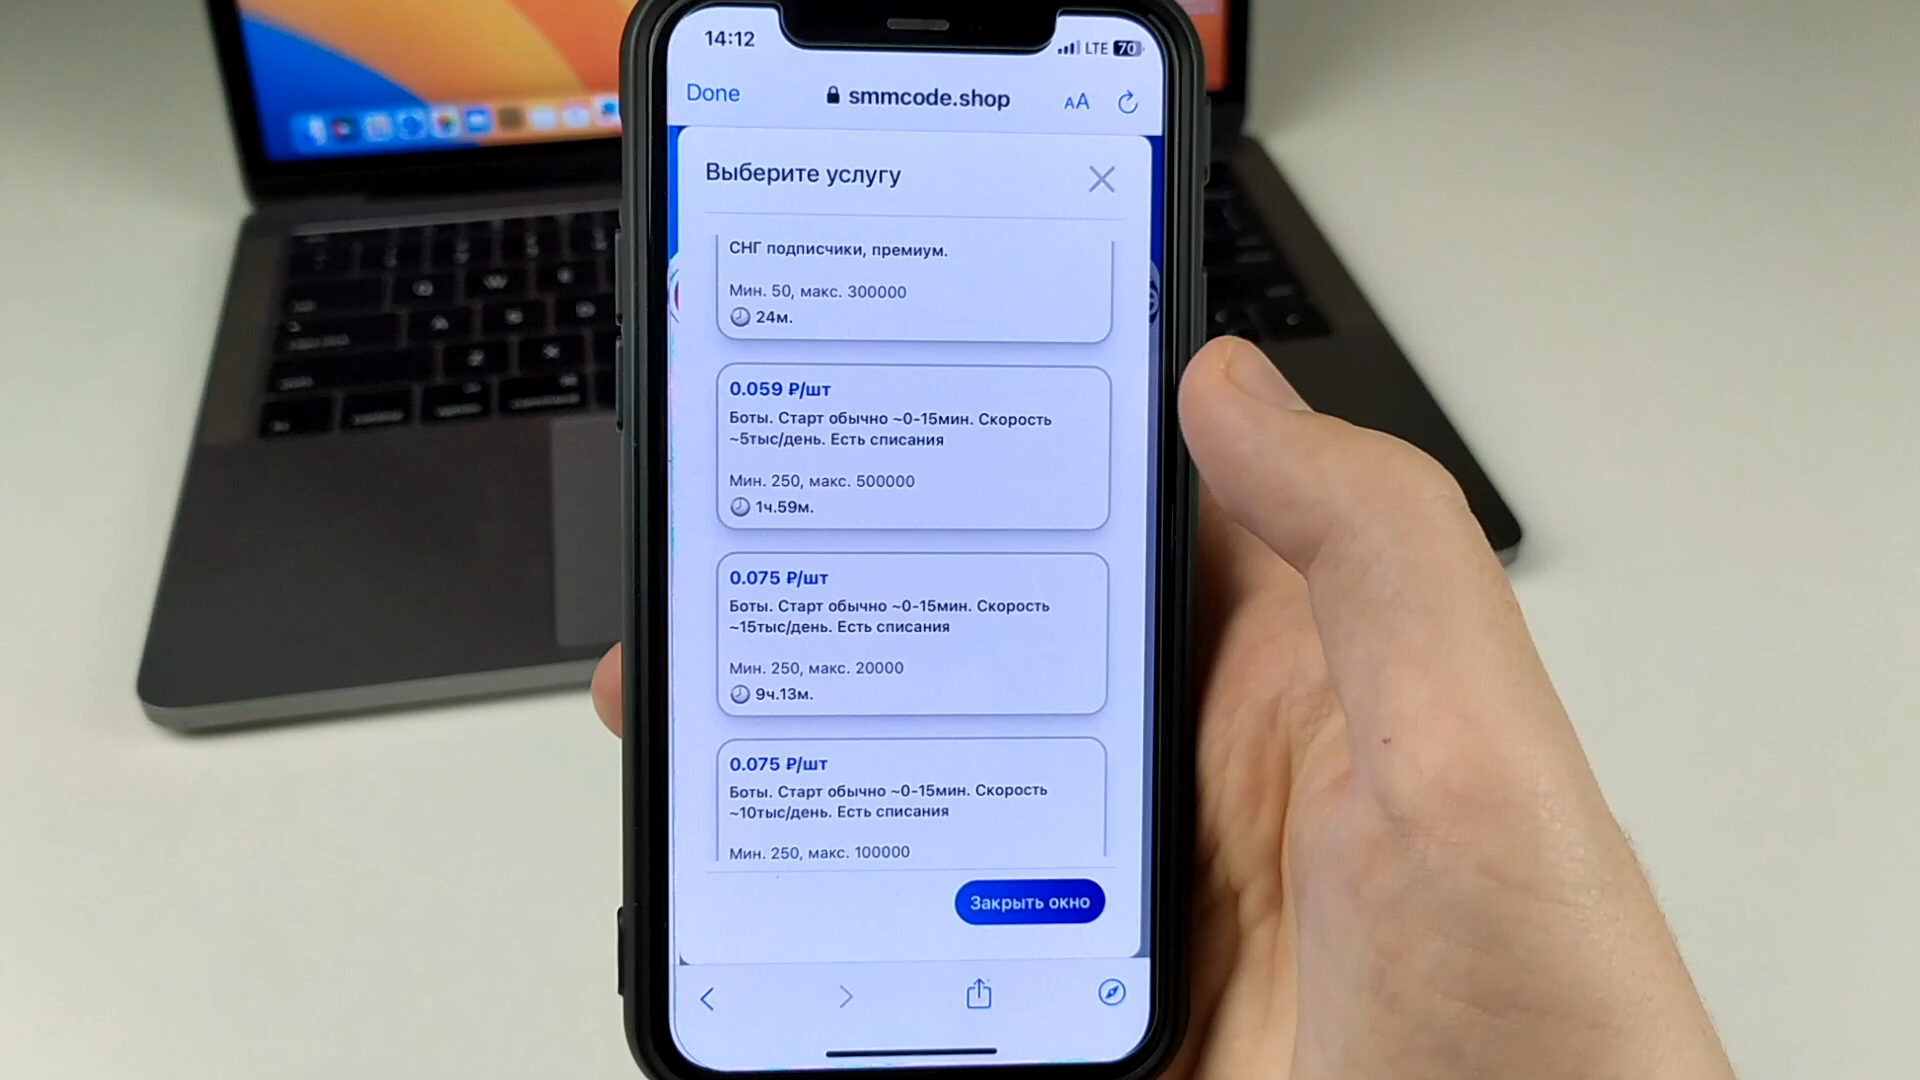 14:12
LTE 70
Done
smmcode.shop
AA
Выберите услугу
СНГ подписчики, премиум.
Мин. 50, макс. 300000
24м.
0.059 ₽/шт
Боты. Старт обычно ~0-15мин. Скорость
~5тыс/день. Есть списания
Мин. 250, макс. 500000
1ч.59м.
0.075 ₽/шт
Боты. Старт обычно ~0-15мин. Скорость
~15тыс/день. Есть списания
Мин. 250, макс. 20000
9ч.13м.
0.075 ₽/шт
Боты. Старт обычно ~0-15мин. Скорость
~10тыс/день. Есть списания
Мин. 250, макс. 100000
Закрыть окно